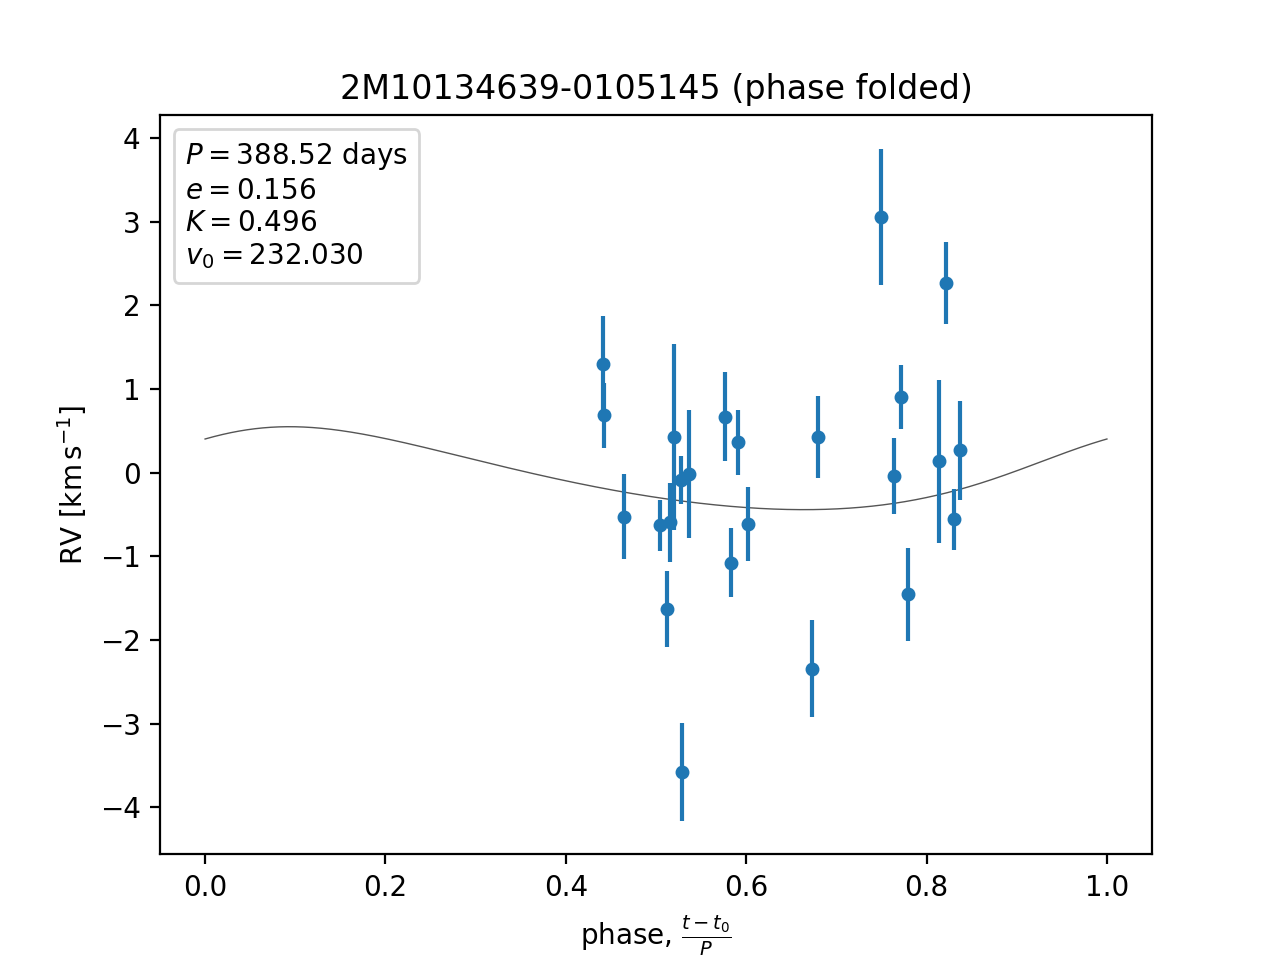 2M10134639-0105145 (phase folded)
P = 388.52 days
e = 0.156
K = 0.496
v₀ = 232.030
RV [km s⁻¹]
4
3
2
1
0
−1
−2
−3
−4
0.0 0.2 0.4 0.6 0.8 1.0
phase, (t − t₀)/P